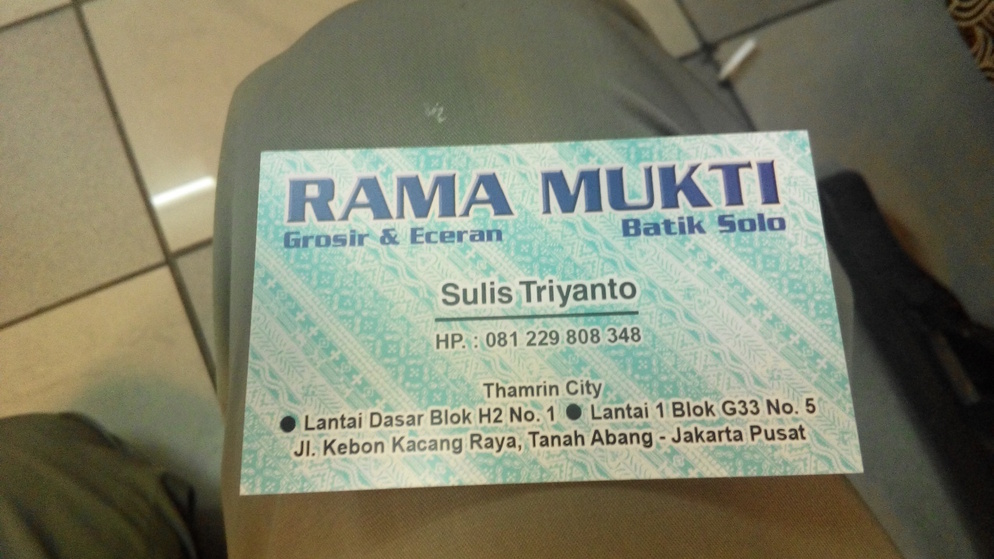 RAMA MUKTI
Grosir & Eceran Batik Solo
Sulis Triyanto
HP. : 081 229 808 348
Thamrin City
● Lantai Dasar Blok H2 No. 1 ● Lantai 1 Blok G33 No. 5
Jl. Kebon Kacang Raya, Tanah Abang - Jakarta Pusat